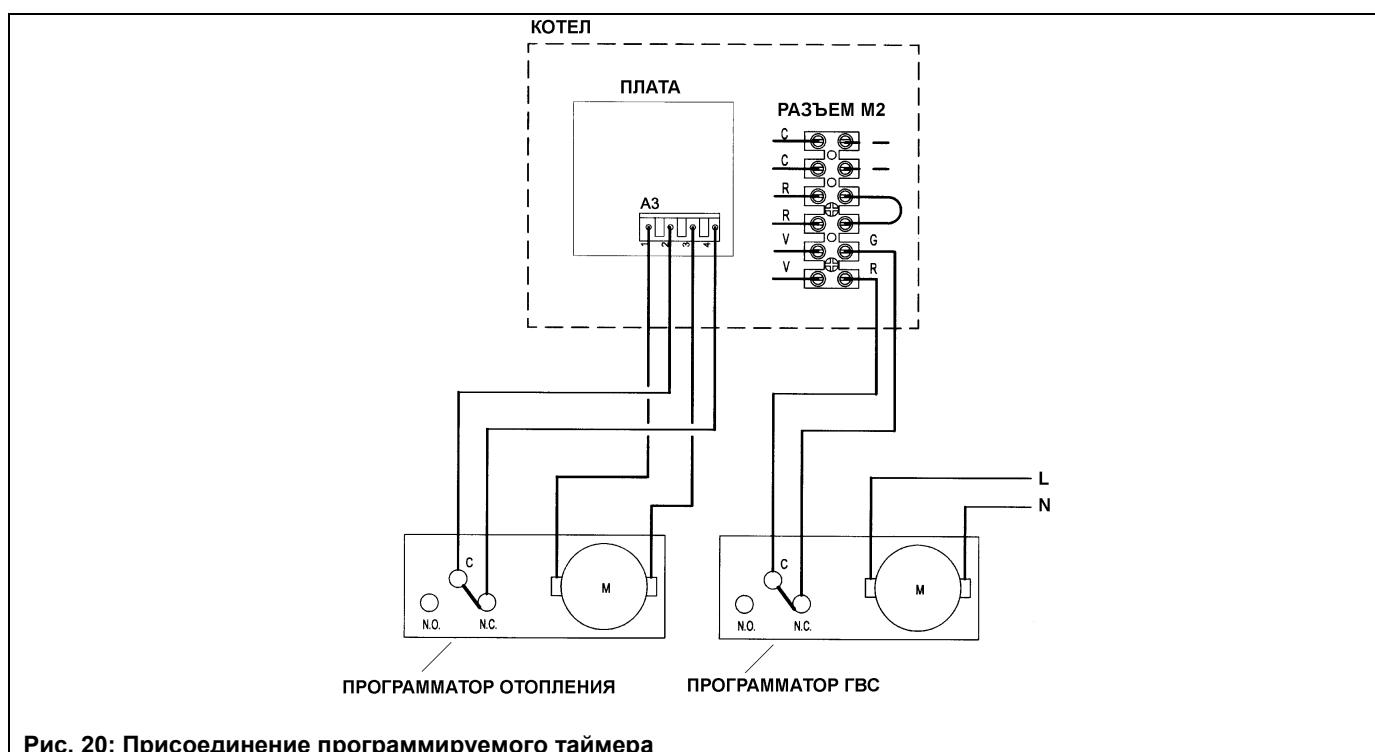 КОТЕЛ
ПЛАТА
РАЗЪЕМ М2
C
C
R
R
V
G
V
R
A3
1 2 3 4
L
N
C
M
N.O.
N.C.
C
M
N.O.
N.C.
ПРОГРАММАТОР ОТОПЛЕНИЯ
ПРОГРАММАТОР ГВС
Рис. 20: Присоединение программируемого таймера